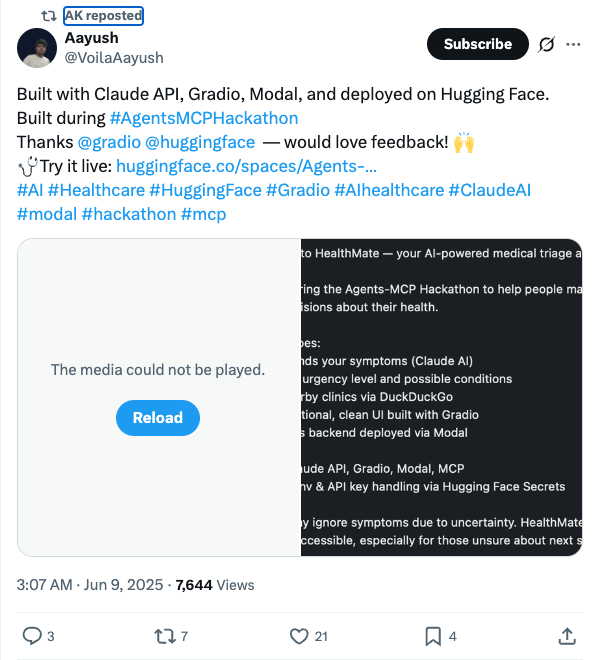 AK reposted
Aayush
@VoilaAayush
Subscribe
Built with Claude API, Gradio, Modal, and deployed on Hugging Face.
Built during #AgentsMCPHackathon
Thanks @gradio @huggingface — would love feedback! 🙌
🩺Try it live: huggingface.co/spaces/Agents-...
#AI #Healthcare #HuggingFace #Gradio #AIhealthcare #ClaudeAI
#modal #hackathon #mcp
The media could not be played.
Reload
to HealthMate — your AI-powered medical triage a
ring the Agents-MCP Hackathon to help people ma
isions about their health.
es:
nds your symptoms (Claude AI)
urgency level and possible conditions
rby clinics via DuckDuckGo
tional, clean UI built with Gradio
s backend deployed via Modal
ude API, Gradio, Modal, MCP
nv & API key handling via Hugging Face Secrets
y ignore symptoms due to uncertainty. HealthMate
ccessible, especially for those unsure about next s
3:07 AM · Jun 9, 2025 · 7,644 Views
3
7
21
4